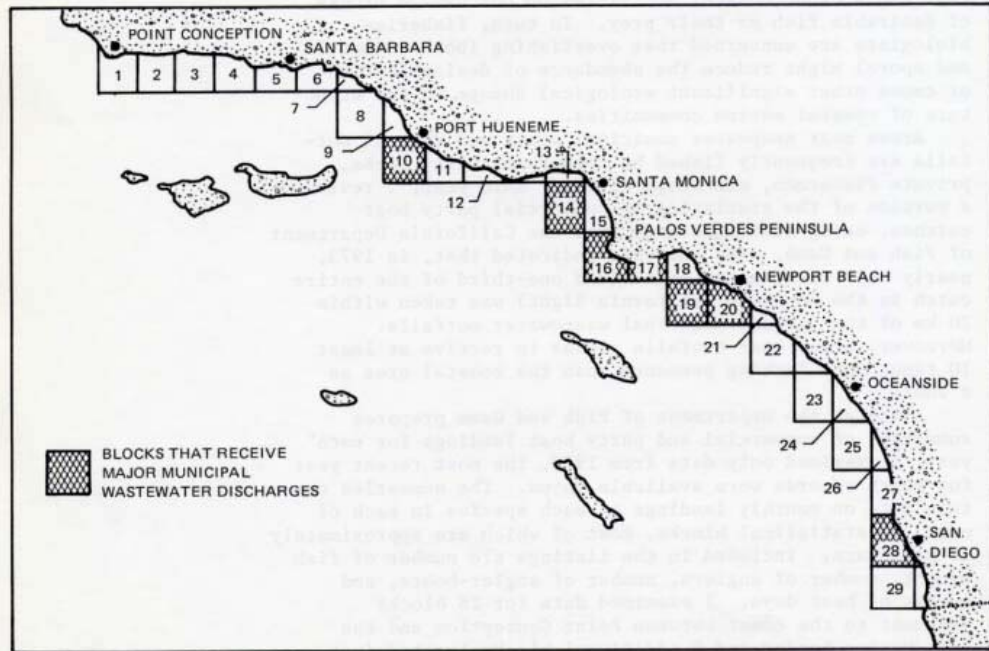 POINT CONCEPTION
SANTA BARBARA
1 2 3 4 5 6
7 8
9
PORT HUENEME
10 11
12
13
SANTA MONICA
14
15
PALOS VERDES PENINSULA
16 17 18
NEWPORT BEACH
19 20
21 22
OCEANSIDE
23
24 25
26
27
SAN
DIEGO
28
29
BLOCKS THAT RECEIVE
MAJOR MUNICIPAL
WASTEWATER DISCHARGES